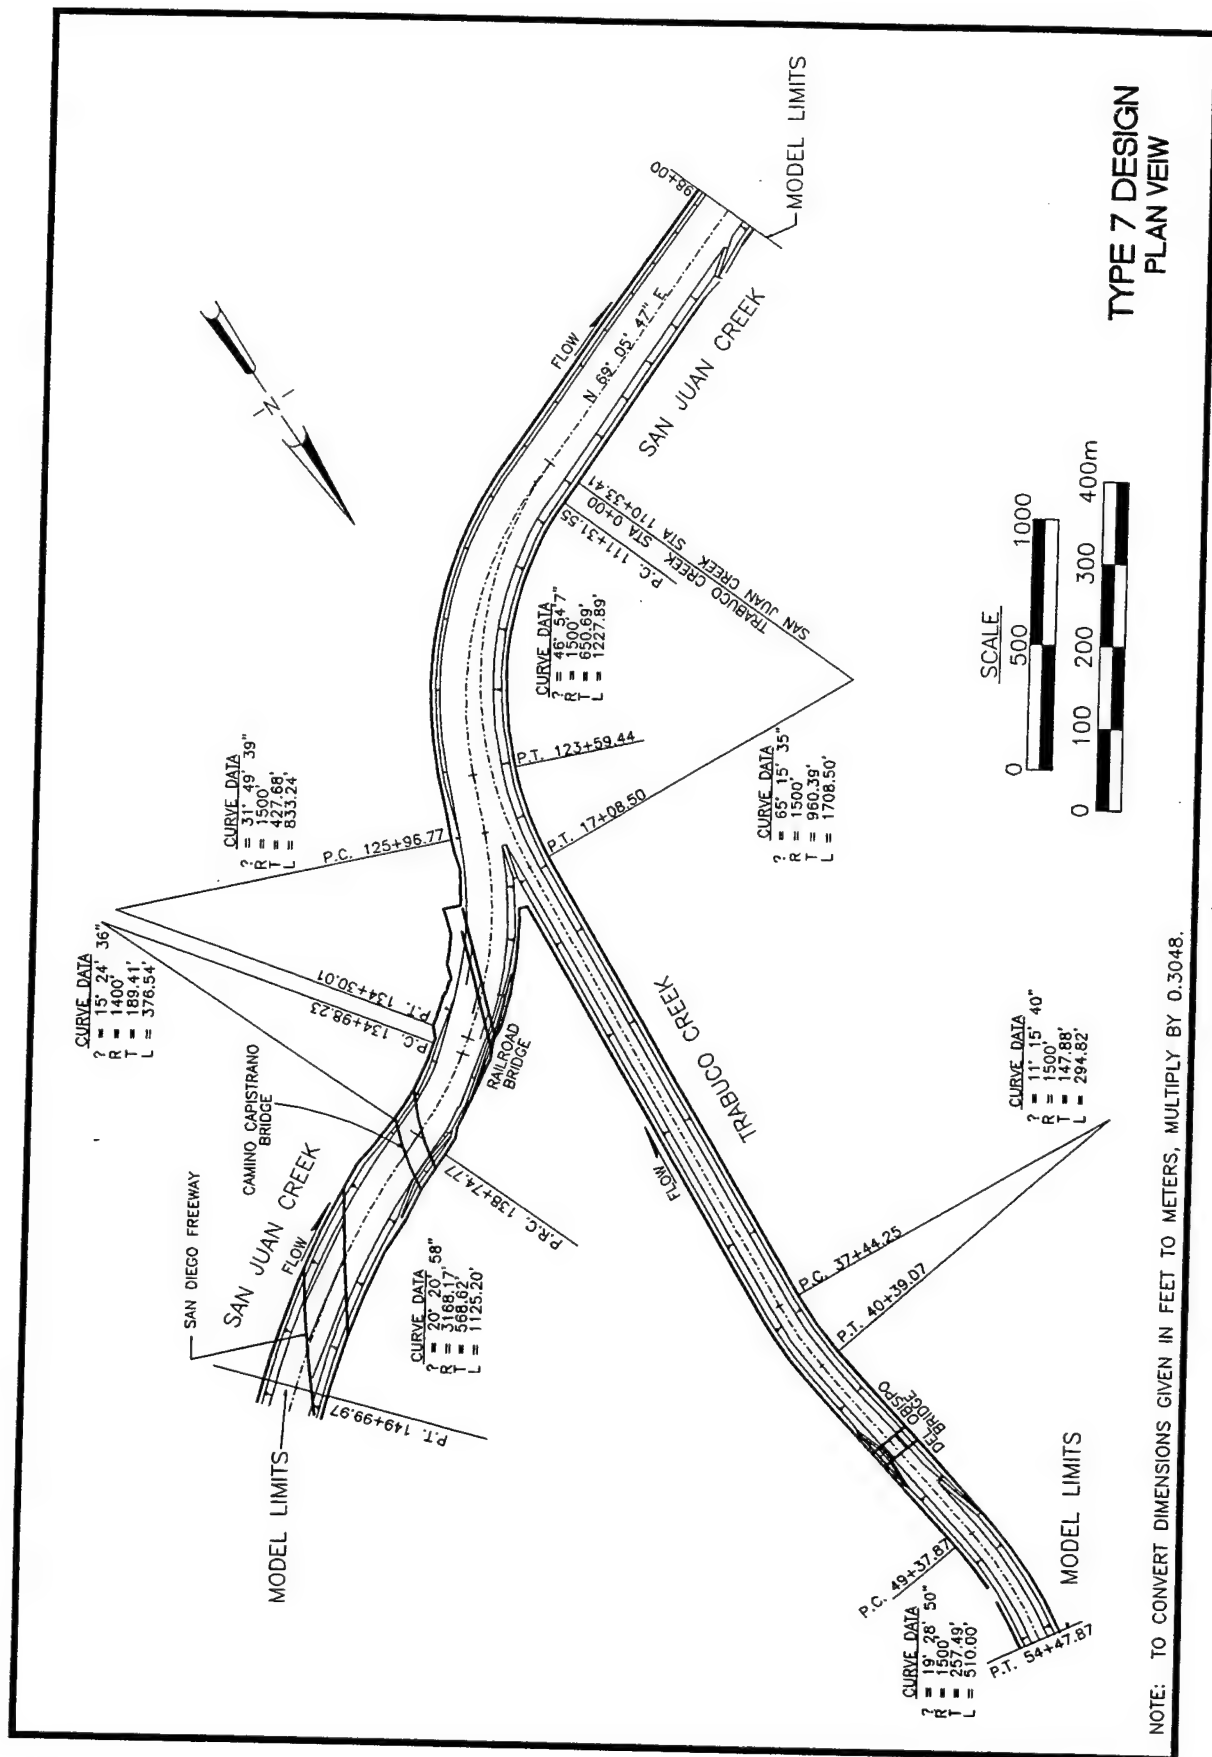 SAN DIEGO FREEWAY
CAMINO CAPISTRANO
BRIDGE
SAN JUAN CREEK
FLOW
MODEL LIMITS
P.T. 149+99.97
CURVE DATA
? = 15° 24' 36"
R = 1400'
T = 189.41'
L = 376.54'
CURVE DATA
? = 31° 49' 39"
R = 1500'
T = 427.68'
L = 833.24'
P.C. 125+96.77
P.T. 134+30.01
P.C. 134+98.23
RAILROAD
BRIDGE
P.R.C. 138+74.77
CURVE DATA
? = 20° 20' 58"
R = 3168.17'
T = 568.62'
L = 1125.20'
N
FLOW
N 69° 05' 47" E
98+00
MODEL LIMITS
SAN JUAN CREEK
CURVE DATA
? = 46° 54' 7"
R = 1500'
T = 650.69'
L = 1227.89'
P.C. 111+31.55
TRABUCO CREEK STA 0+00
SAN JUAN CREEK STA 110+33.41
P.T. 123+59.44
P.T. 17+08.50
CURVE DATA
? = 65° 15' 35"
R = 1500'
T = 960.39'
L = 1708.50'
TRABUCO CREEK
FLOW
P.C. 37+44.25
P.T. 40+39.07
CURVE DATA
? = 11° 15' 40"
R = 1500'
T = 147.88'
L = 294.82'
DEL OBISPO
BRIDGE
P.C. 49+37.87
CURVE DATA
? = 19° 28' 50"
R = 1500'
T = 257.49'
L = 510.00'
P.T. 54+47.87
MODEL LIMITS
SCALE
0 500 1000
0 100 200 300 400m
TYPE 7 DESIGN
PLAN VEIW
NOTE: TO CONVERT DIMENSIONS GIVEN IN FEET TO METERS, MULTIPLY BY 0.3048.